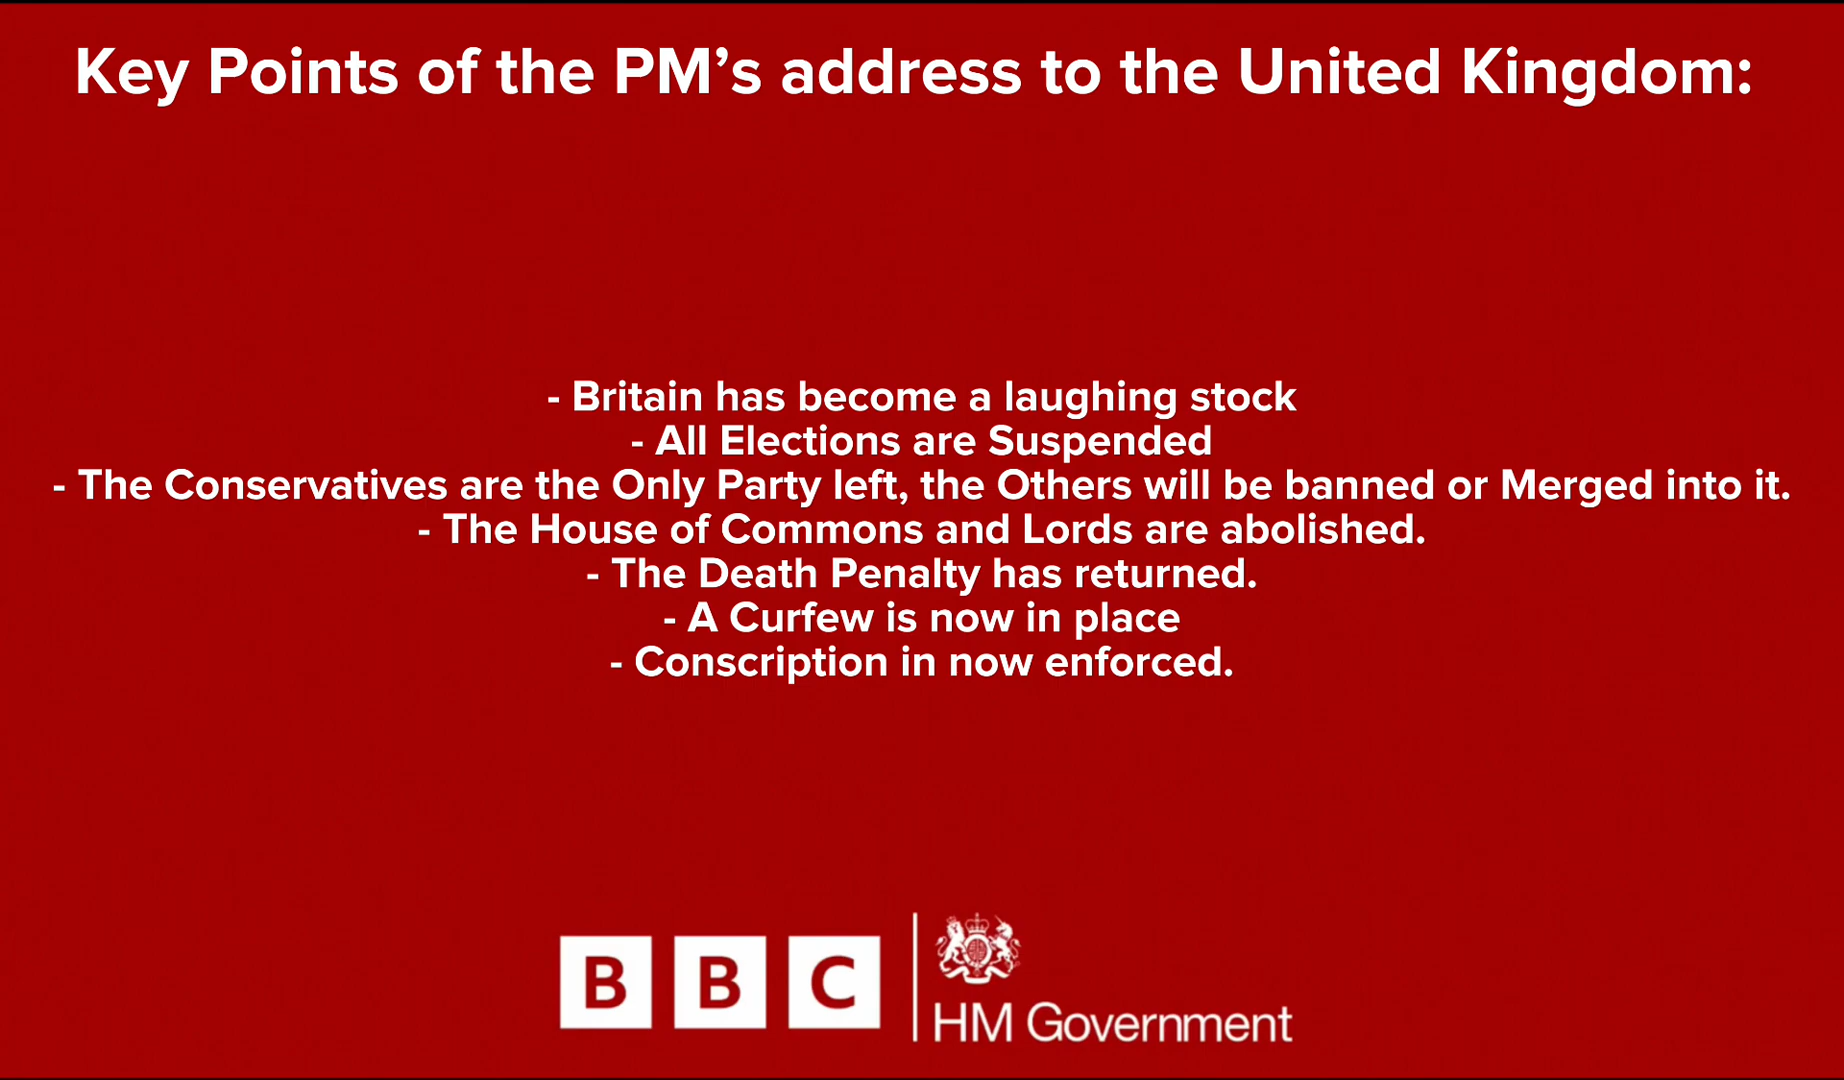 Key Points of the PM’s address to the United Kingdom:
- Britain has become a laughing stock
- All Elections are Suspended
- The Conservatives are the Only Party left, the Others will be banned or Merged into it.
- The House of Commons and Lords are abolished.
- The Death Penalty has returned.
- A Curfew is now in place
- Conscription in now enforced.
BBC
HM Government